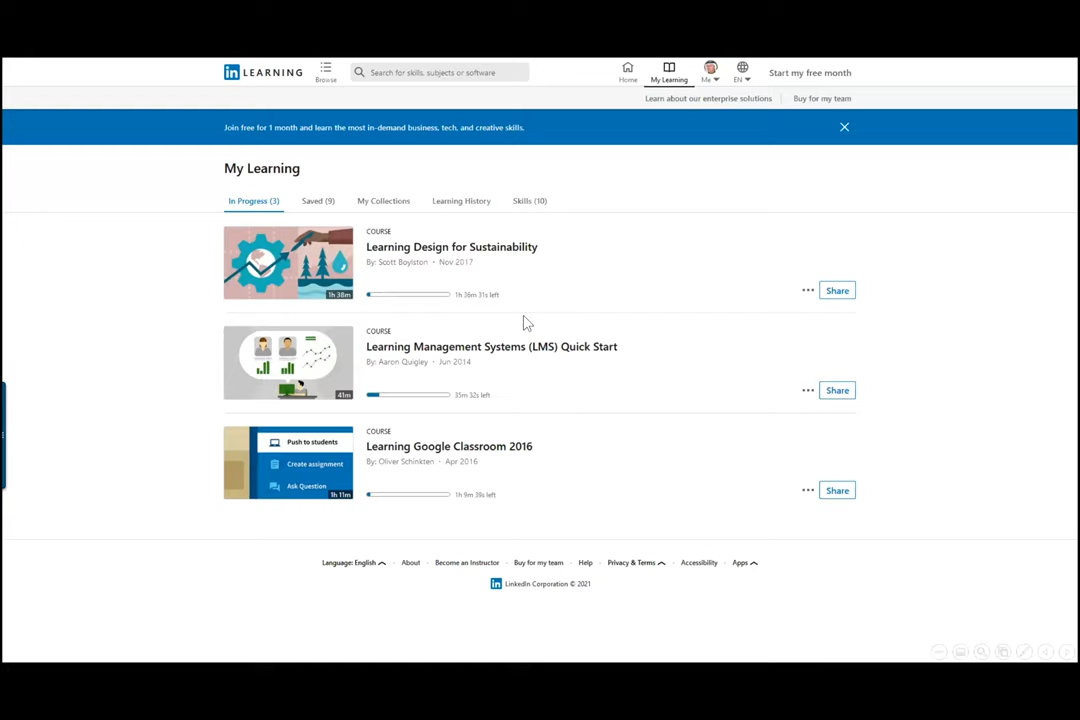 in LEARNING
Browse
Search for skills, subjects or software
Home
My Learning
Me
EN
Start my free month
Learn about our enterprise solutions
Buy for my team
Join free for 1 month and learn the most in-demand business, tech, and creative skills.
My Learning
In Progress (3)
Saved (9)
My Collections
Learning History
Skills (10)
COURSE
Learning Design for Sustainability
By: Scott Boylston • Nov 2017
1h 38m
1h 36m 31s left
Share
COURSE
Learning Management Systems (LMS) Quick Start
By: Aaron Quigley • Jun 2014
41m
35m 32s left
Share
Push to students
Create assignment
Ask Question
1h 11m
COURSE
Learning Google Classroom 2016
By: Oliver Schinkten • Apr 2016
1h 9m 39s left
Share
Language: English
About
Become an Instructor
Buy for my team
Help
Privacy & Terms
Accessibility
Apps
in LinkedIn Corporation © 2021